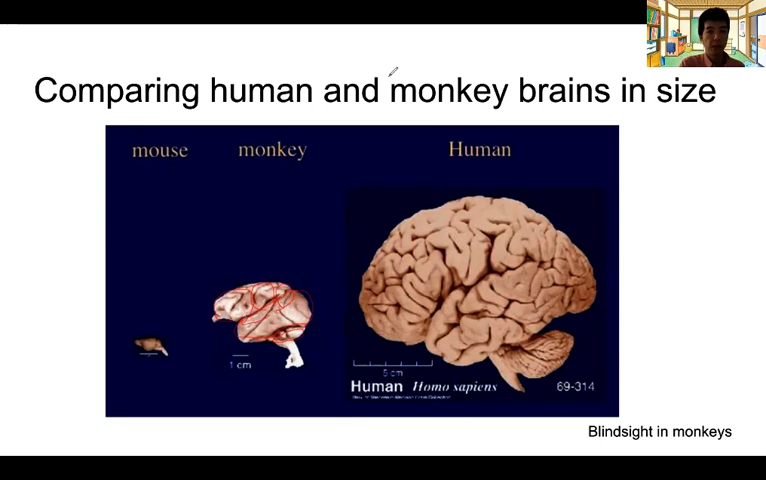 Comparing human and monkey brains in size
mouse monkey Human
1 cm
5 cm
Human Homo sapiens 69-314
Blindsight in monkeys